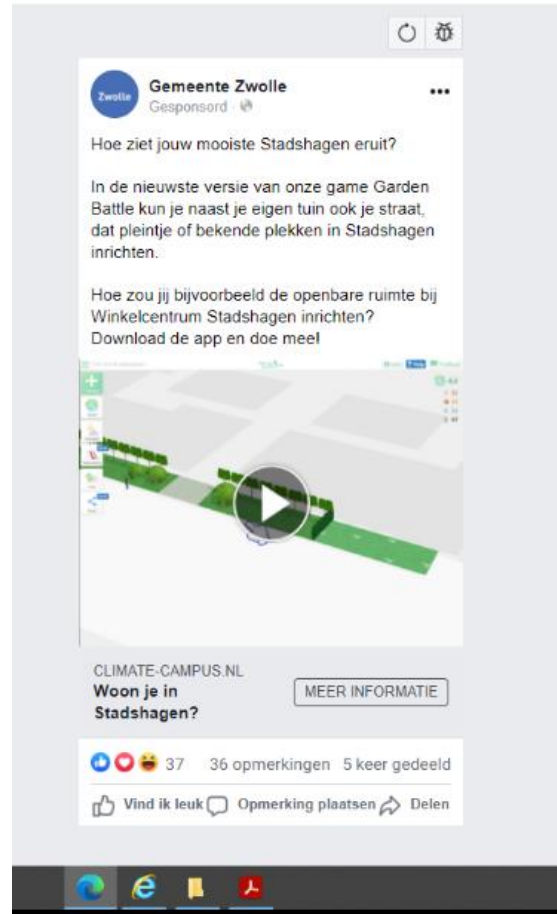 Zwolle
Gemeente Zwolle
Gesponsord ·
Hoe ziet jouw mooiste Stadshagen eruit?
In de nieuwste versie van onze game Garden
Battle kun je naast je eigen tuin ook je straat,
dat pleintje of bekende plekken in Stadshagen
inrichten.
Hoe zou jij bijvoorbeeld de openbare ruimte bij
Winkelcentrum Stadshagen inrichten?
Download de app en doe mee!
CLIMATE-CAMPUS.NL
Woon je in
Stadshagen?
MEER INFORMATIE
37 36 opmerkingen 5 keer gedeeld
Vind ik leuk Opmerking plaatsen Delen